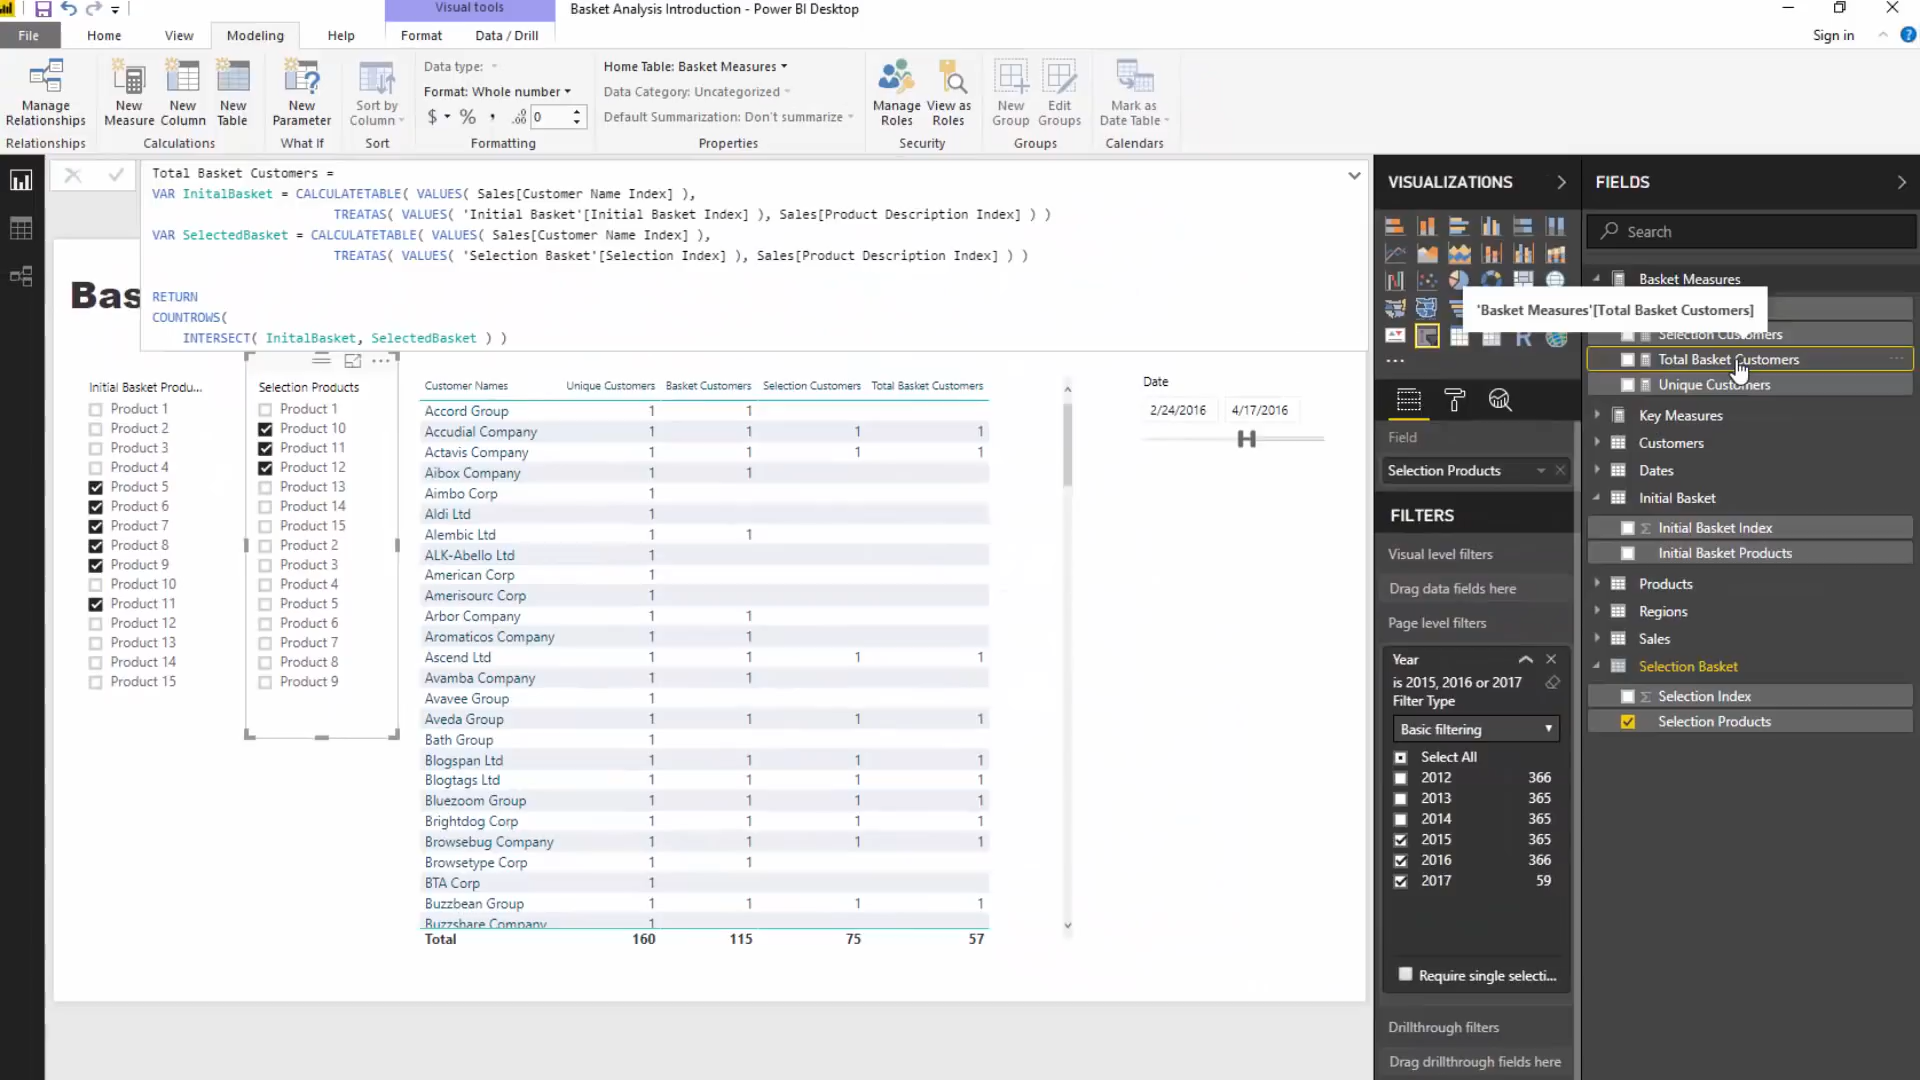 Visual tools
Basket Analysis Introduction - Power BI Desktop
File
Home
View
Modeling
Help
Format
Data / Drill
Sign in
Manage Relationships
New Measure
New Column
New Table
New Parameter
Sort by Column
Data type:
Format: Whole number
$ % , .00 0
Home Table: Basket Measures
Data Category: Uncategorized
Default Summarization: Don't summarize
Manage Roles
View as Roles
New Group
Edit Groups
Mark as Date Table
Relationships
Calculations
What If
Sort
Formatting
Properties
Security
Groups
Calendars
Total Basket Customers =
VAR InitalBasket = CALCULATETABLE( VALUES( Sales[Customer Name Index] ),
TREATAS( VALUES( 'Initial Basket'[Initial Basket Index] ), Sales[Product Description Index] ) )
VAR SelectedBasket = CALCULATETABLE( VALUES( Sales[Customer Name Index] ),
TREATAS( VALUES( 'Selection Basket'[Selection Index] ), Sales[Product Description Index] ) )
RETURN
COUNTROWS(
INTERSECT( InitalBasket, SelectedBasket ) )
Bas
Initial Basket Produ...
Product 1
Product 2
Product 3
Product 4
Product 5
Product 6
Product 7
Product 8
Product 9
Product 10
Product 11
Product 12
Product 13
Product 14
Product 15
Selection Products
Product 1
Product 10
Product 11
Product 12
Product 13
Product 14
Product 15
Product 2
Product 3
Product 4
Product 5
Product 6
Product 7
Product 8
Product 9
Customer Names Unique Customers Basket Customers Selection Customers Total Basket Customers
Accord Group 1 1
Accudial Company 1 1 1 1
Actavis Company 1 1 1 1
Aibox Company 1 1
Aimbo Corp 1
Aldi Ltd 1
Alembic Ltd 1 1
ALK-Abello Ltd 1
American Corp 1
Amerisourc Corp 1
Arbor Company 1 1
Aromaticos Company 1 1
Ascend Ltd 1 1 1 1
Avamba Company 1 1
Avavee Group 1
Aveda Group 1 1 1 1
Bath Group 1
Blogspan Ltd 1 1 1 1
Blogtags Ltd 1 1 1 1
Bluezoom Group 1 1 1 1
Brightdog Corp 1 1 1 1
Browsebug Company 1 1 1 1
Browsetype Corp 1 1
BTA Corp 1
Buzzbean Group 1 1 1 1
Buzzshare Company 1
Total 160 115 75 57
Date
2/24/2016 4/17/2016
VISUALIZATIONS
R
Field
Selection Products
FILTERS
Visual level filters
Drag data fields here
Page level filters
Year
is 2015, 2016 or 2017
Filter Type
Basic filtering
Select All
2012 366
2013 365
2014 365
2015 365
2016 366
2017 59
Require single selecti...
Drillthrough filters
Drag drillthrough fields here
FIELDS
Search
Basket Measures
'Basket Measures'[Total Basket Customers]
Selection Customers
Total Basket Customers
Unique Customers
Key Measures
Customers
Dates
Initial Basket
Initial Basket Index
Initial Basket Products
Products
Regions
Sales
Selection Basket
Selection Index
Selection Products